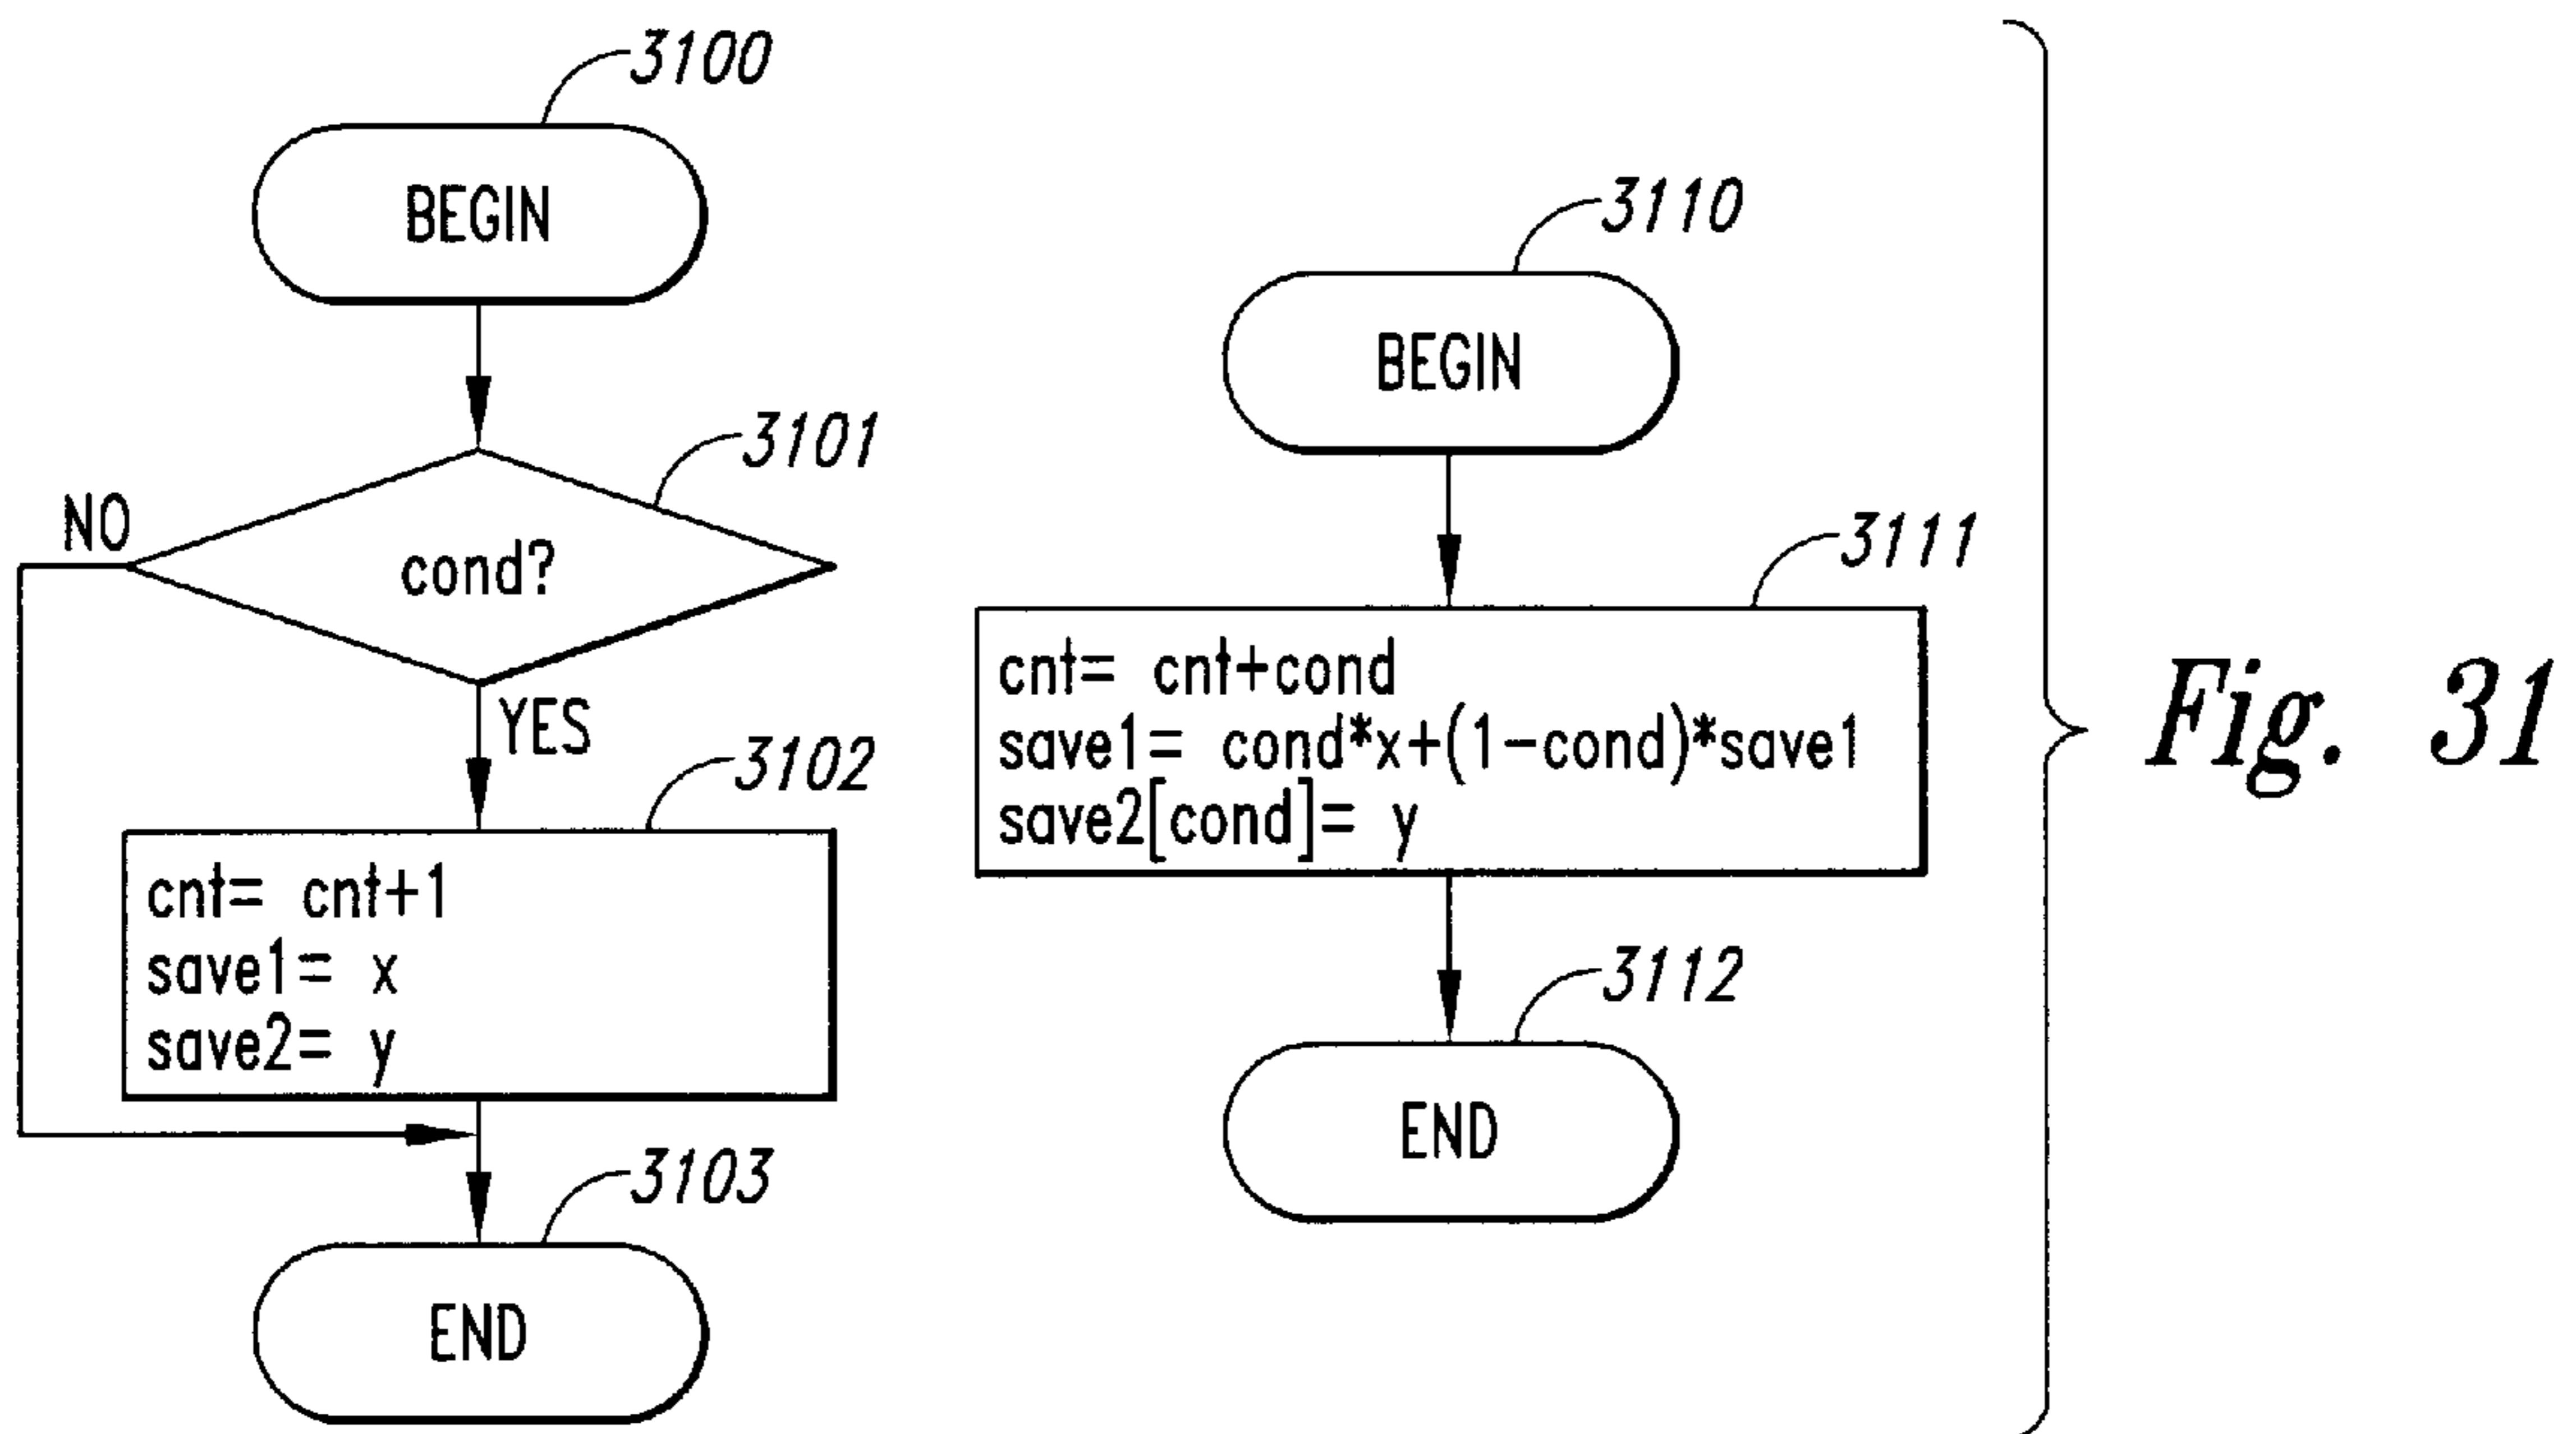 3100
BEGIN
3101
NO
cond?
YES
3102
cnt= cnt+1
save1= x
save2= y
3103
END
3110
BEGIN
3111
cnt= cnt+cond
save1= cond*x+(1-cond)*save1
save2[cond]= y
3112
END
Fig. 31